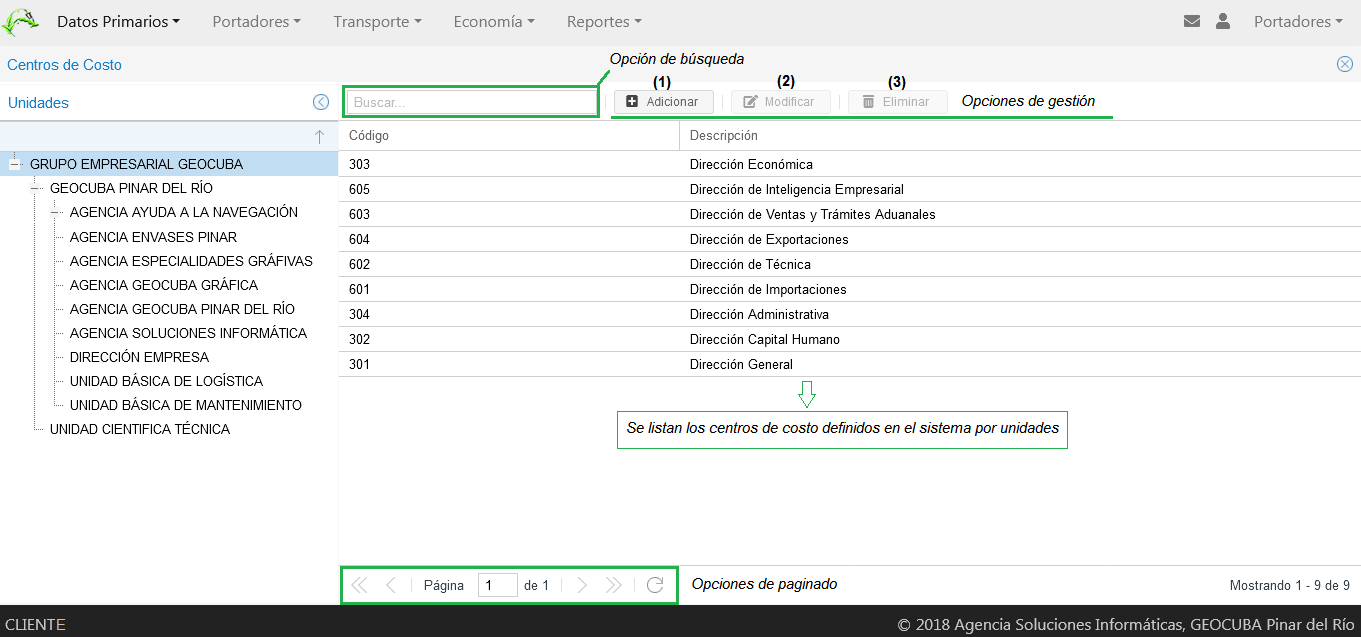 Datos Primarios Portadores Transporte Economía Reportes Portadores
Centros de Costo
Opción de búsqueda
Unidades
Buscar...
(1) (2) (3)
Adicionar Modificar Eliminar
Opciones de gestión
Código Descripción
GRUPO EMPRESARIAL GEOCUBA
GEOCUBA PINAR DEL RÍO
AGENCIA AYUDA A LA NAVEGACIÓN
AGENCIA ENVASES PINAR
AGENCIA ESPECIALIDADES GRÁFIVAS
AGENCIA GEOCUBA GRÁFICA
AGENCIA GEOCUBA PINAR DEL RÍO
AGENCIA SOLUCIONES INFORMÁTICA
DIRECCIÓN EMPRESA
UNIDAD BÁSICA DE LOGÍSTICA
UNIDAD BÁSICA DE MANTENIMIENTO
UNIDAD CIENTIFICA TÉCNICA
303 Dirección Económica
605 Dirección de Inteligencia Empresarial
603 Dirección de Ventas y Trámites Aduanales
604 Dirección de Exportaciones
602 Dirección de Técnica
601 Dirección de Importaciones
304 Dirección Administrativa
302 Dirección Capital Humano
301 Dirección General
Se listan los centros de costo definidos en el sistema por unidades
Página 1 de 1
Opciones de paginado
Mostrando 1 - 9 de 9
CLIENTE
© 2018 Agencia Soluciones Informáticas, GEOCUBA Pinar del Río